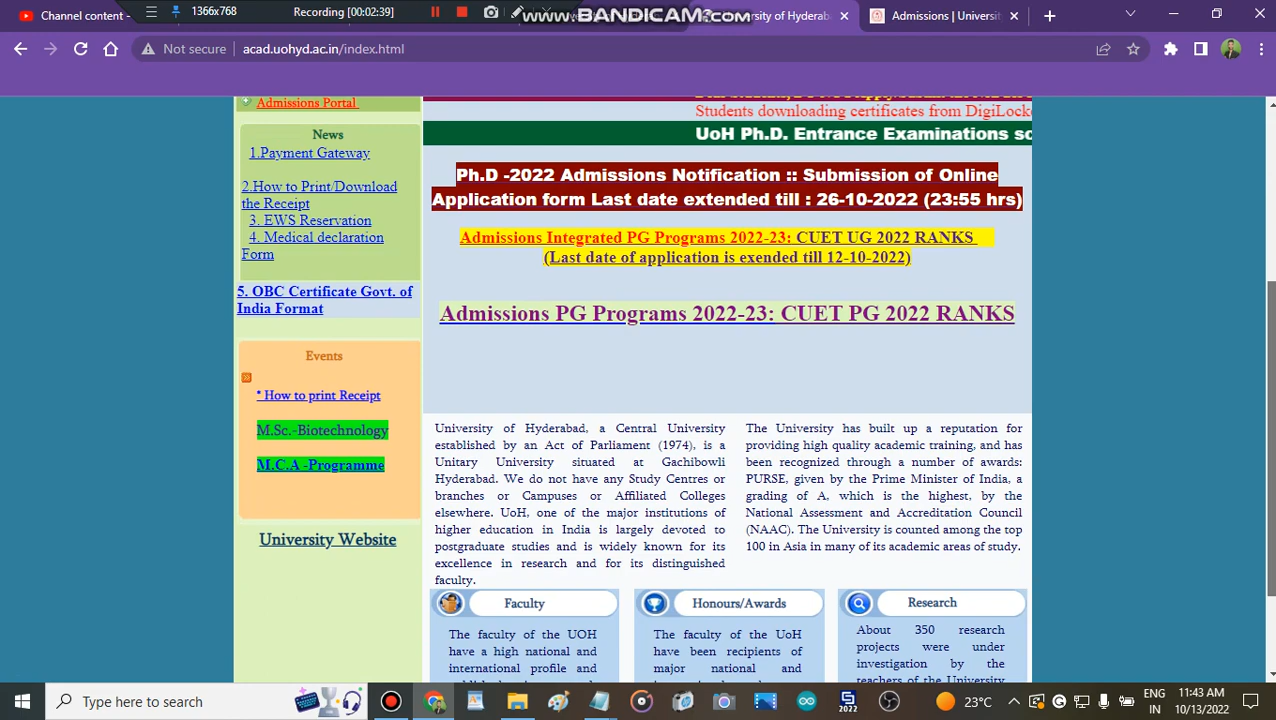 Channel content
1366x768
Recording [00:02:39]
www.BANDICAM.com
ersity of Hyderab
Admissions | Universit
Not secure
acad.uohyd.ac.in/index.html
Admissions Portal
News
1.Payment Gateway
2.How to Print/Download
the Receipt
3. EWS Reservation
4. Medical declaration
Form
5. OBC Certificate Govt. of
India Format
Events
* How to print Receipt
M.Sc.-Biotechnology
M.C.A -Programme
University Website
Students downloading certificates from DigiLock
UoH Ph.D. Entrance Examinations sc
Ph.D -2022 Admissions Notification :: Submission of Online
Application form Last date extended till : 26-10-2022 (23:55 hrs)
Admissions Integrated PG Programs 2022-23: CUET UG 2022 RANKS
(Last date of application is exended till 12-10-2022)
Admissions PG Programs 2022-23: CUET PG 2022 RANKS
University of Hyderabad, a Central University
established by an Act of Parliament (1974), is a
Unitary University situated at Gachibowli
Hyderabad. We do not have any Study Centres or
branches or Campuses or Affiliated Colleges
elsewhere. UoH, one of the major institutions of
higher education in India is largely devoted to
postgraduate studies and is widely known for its
excellence in research and for its distinguished
faculty.
The University has built up a reputation for
providing high quality academic training, and has
been recognized through a number of awards:
PURSE, given by the Prime Minister of India, a
grading of A, which is the highest, by the
National Assessment and Accreditation Council
(NAAC). The University is counted among the top
100 in Asia in many of its academic areas of study.
Faculty
The faculty of the UOH
have a high national and
international profile and
Honours/Awards
The faculty of the UoH
have been recipients of
major national and
Research
About 350 research
projects were under
investigation by the
teachers of the University
Type here to search
2022
23°C
ENG
IN
11:43 AM
10/13/2022